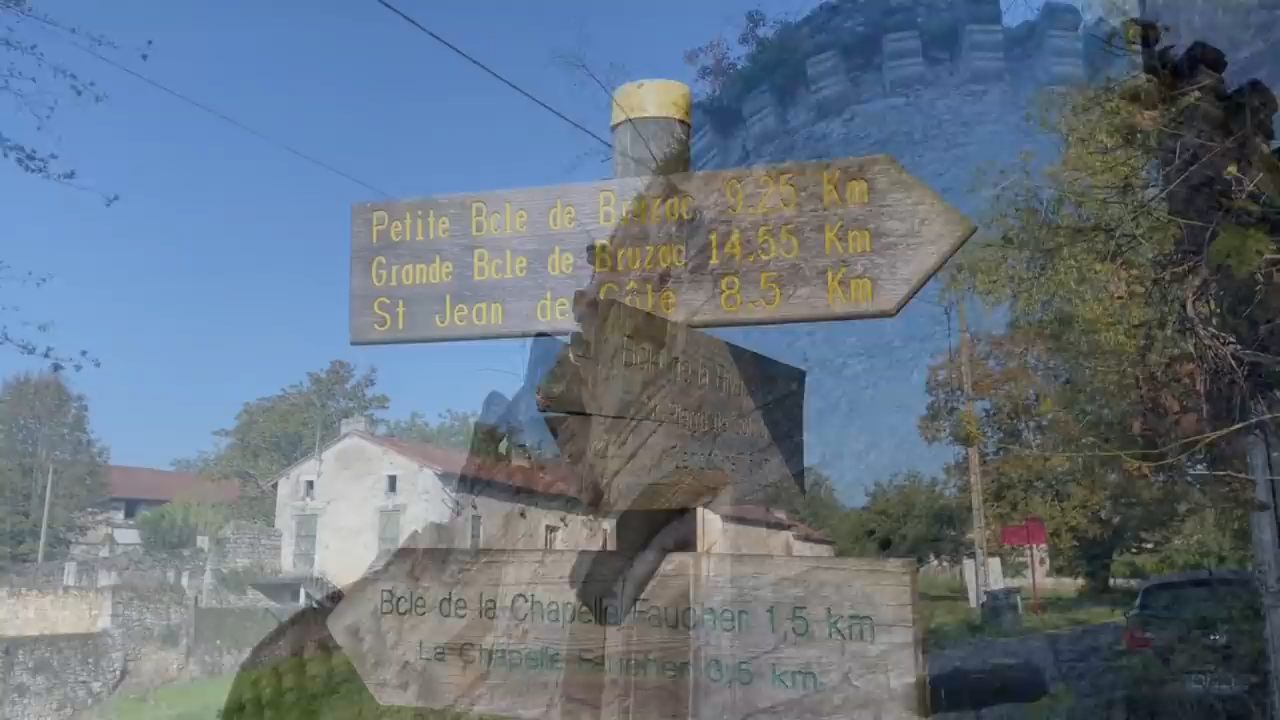 Petite Bcle de Bruzac 9.25 Km
Grande Bcle de Bruzac 14.55 Km
St Jean de Côle 8.5 Km
Bcle de la Chapelle Faucher 1,5 km
La Chapelle Faucher 8,5 km